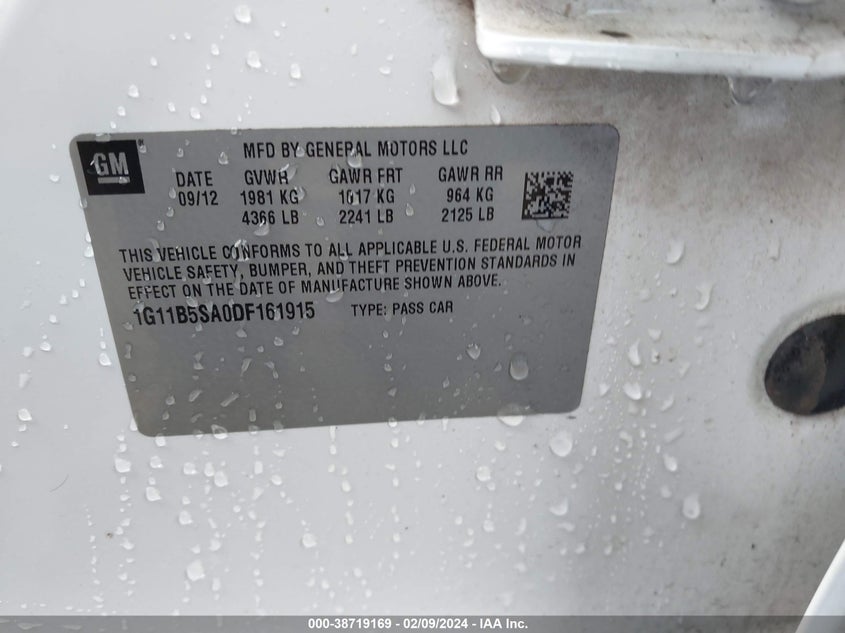 GM
MFD BY GENERAL MOTORS LLC
DATE GVWR GAWR FRT GAWR RR
09/12 1981 KG 1017 KG 964 KG
4366 LB 2241 LB 2125 LB
THIS VEHICLE CONFORMS TO ALL APPLICABLE U.S. FEDERAL MOTOR
VEHICLE SAFETY, BUMPER, AND THEFT PREVENTION STANDARDS IN
EFFECT ON THE DATE OF MANUFACTURE SHOWN ABOVE.
1G11B5SA0DF161915 TYPE: PASS CAR
000-38719169 - 02/09/2024 - IAA Inc.